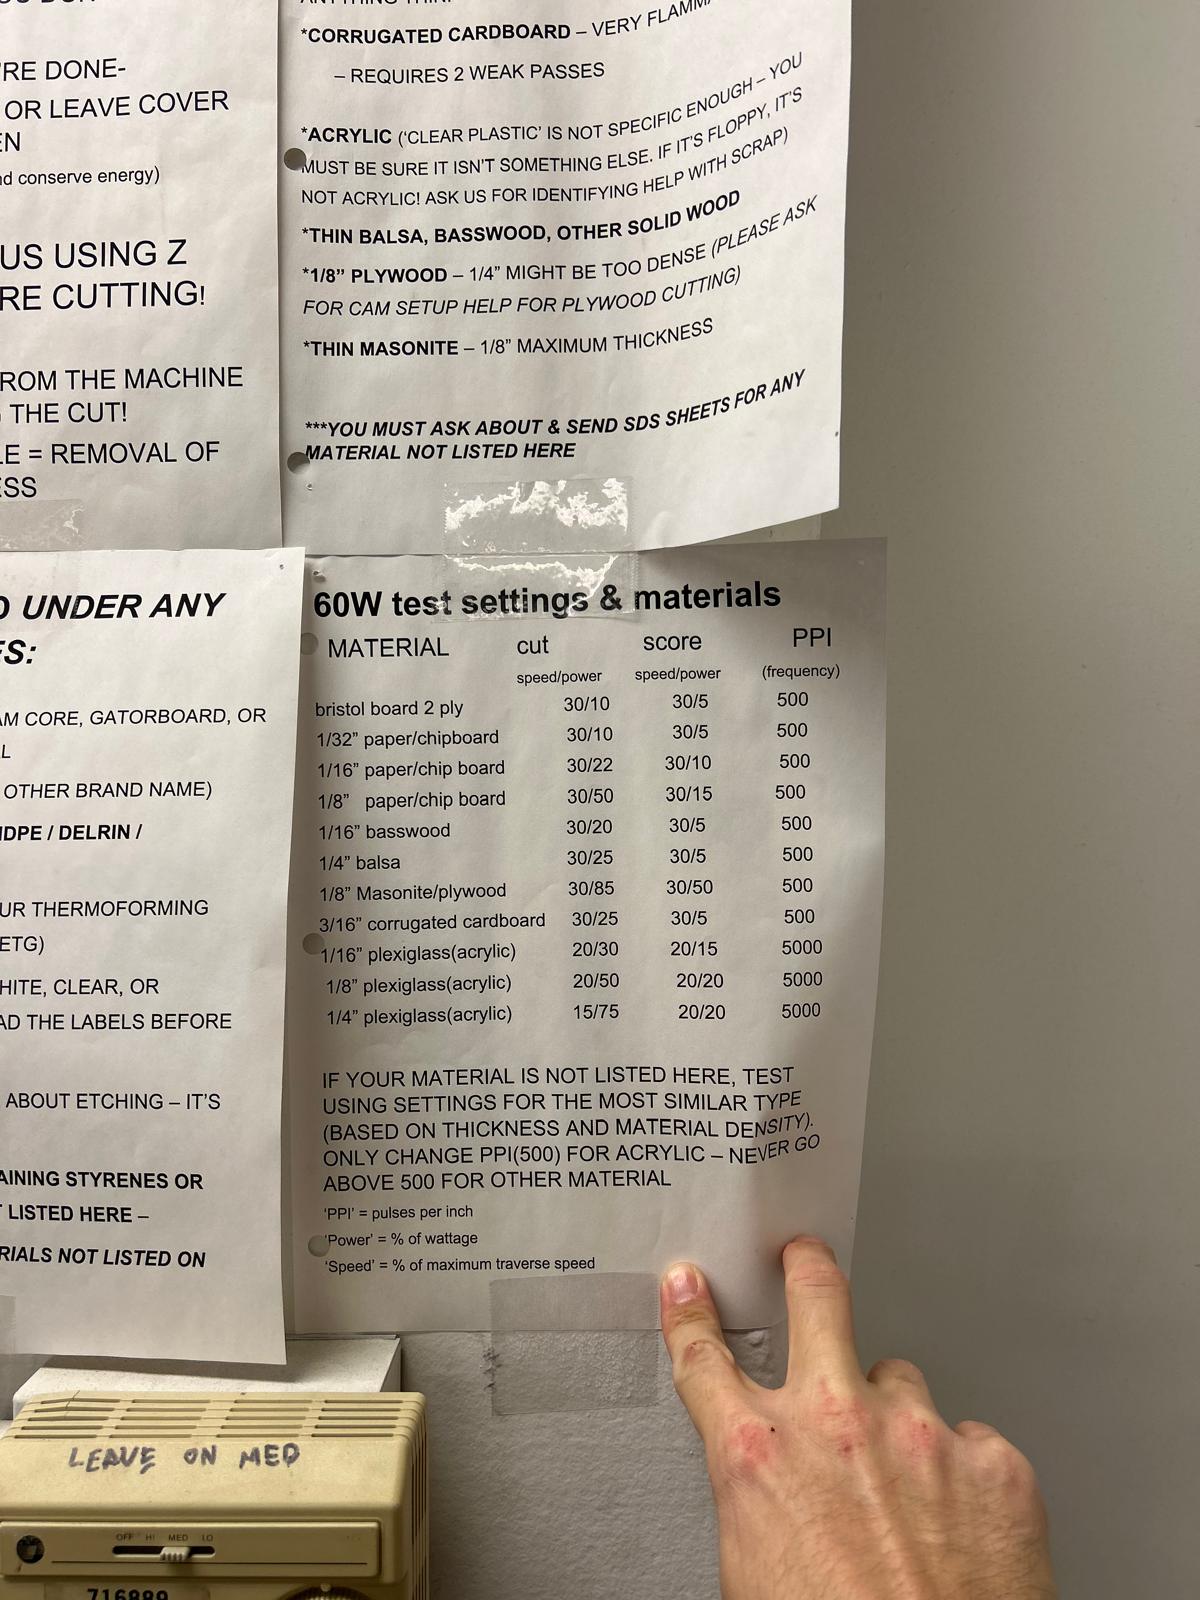 'RE DONE-
OR LEAVE COVER
EN
nd conserve energy)
US USING Z
RE CUTTING!
ROM THE MACHINE
THE CUT!
LE = REMOVAL OF
ESS
*CORRUGATED CARDBOARD – VERY FLAMMA
– REQUIRES 2 WEAK PASSES
*ACRYLIC ('CLEAR PLASTIC' IS NOT SPECIFIC ENOUGH – YOU
MUST BE SURE IT ISN'T SOMETHING ELSE. IF IT'S FLOPPY, IT'S
NOT ACRYLIC! ASK US FOR IDENTIFYING HELP WITH SCRAP)
*THIN BALSA, BASSWOOD, OTHER SOLID WOOD
*1/8” PLYWOOD – 1/4” MIGHT BE TOO DENSE (PLEASE ASK
FOR CAM SETUP HELP FOR PLYWOOD CUTTING)
*THIN MASONITE – 1/8” MAXIMUM THICKNESS
***YOU MUST ASK ABOUT & SEND SDS SHEETS FOR ANY
MATERIAL NOT LISTED HERE
D UNDER ANY
ES:
AM CORE, GATORBOARD, OR
L
OTHER BRAND NAME)
HDPE / DELRIN /
UR THERMOFORMING
ETG)
HITE, CLEAR, OR
AD THE LABELS BEFORE
ABOUT ETCHING – IT'S
AINING STYRENES OR
T LISTED HERE –
RIALS NOT LISTED ON
60W test settings & materials
MATERIAL cut score PPI
speed/power speed/power (frequency)
bristol board 2 ply 30/10 30/5 500
1/32” paper/chipboard 30/10 30/5 500
1/16” paper/chip board 30/22 30/10 500
1/8” paper/chip board 30/50 30/15 500
1/16” basswood 30/20 30/5 500
1/4” balsa 30/25 30/5 500
1/8” Masonite/plywood 30/85 30/50 500
3/16” corrugated cardboard 30/25 30/5 500
1/16” plexiglass(acrylic) 20/30 20/15 5000
1/8” plexiglass(acrylic) 20/50 20/20 5000
1/4” plexiglass(acrylic) 15/75 20/20 5000
IF YOUR MATERIAL IS NOT LISTED HERE, TEST
USING SETTINGS FOR THE MOST SIMILAR TYPE
(BASED ON THICKNESS AND MATERIAL DENSITY).
ONLY CHANGE PPI(500) FOR ACRYLIC – NEVER GO
ABOVE 500 FOR OTHER MATERIAL
'PPI' = pulses per inch
'Power' = % of wattage
'Speed' = % of maximum traverse speed
LEAVE ON MED
OFF HI MED LO
716889